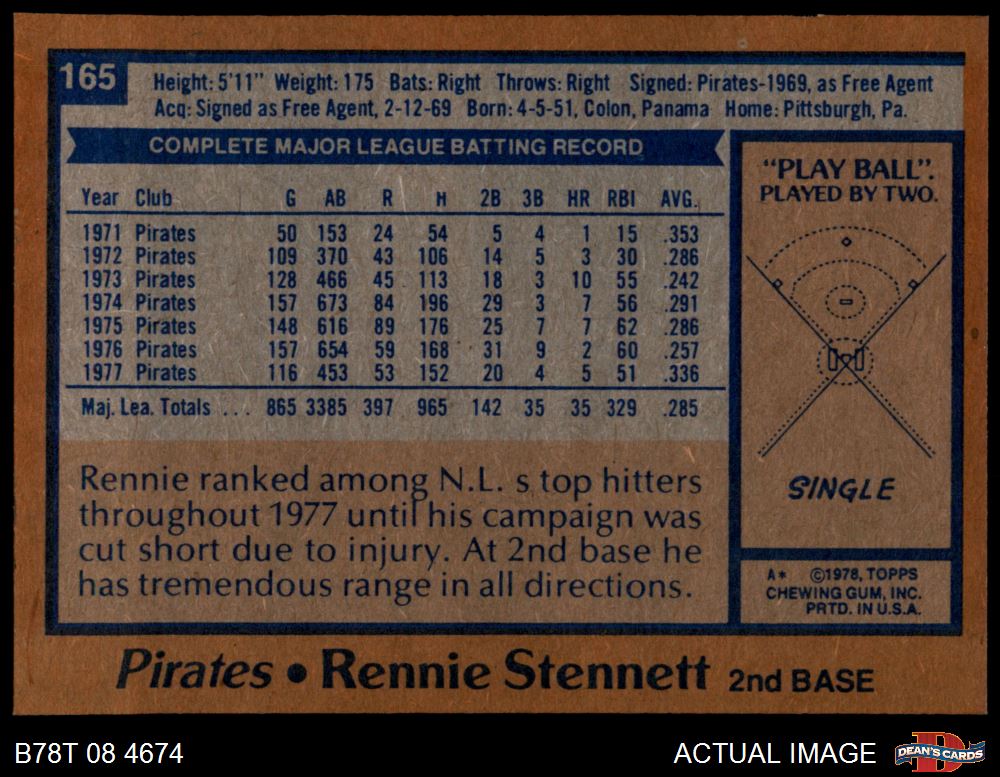 165
Height: 5'11" Weight: 175 Bats: Right Throws: Right Signed: Pirates-1969, as Free Agent
Acq: Signed as Free Agent, 2-12-69 Born: 4-5-51, Colon, Panama Home: Pittsburgh, Pa.
COMPLETE MAJOR LEAGUE BATTING RECORD
Year Club G AB R H 2B 3B HR RBI AVG.
1971 Pirates 50 153 24 54 5 4 1 15 .353
1972 Pirates 109 370 43 106 14 5 3 30 .286
1973 Pirates 128 466 45 113 18 3 10 55 .242
1974 Pirates 157 673 84 196 29 3 7 56 .291
1975 Pirates 148 616 89 176 25 7 7 62 .286
1976 Pirates 157 654 59 168 31 9 2 60 .257
1977 Pirates 116 453 53 152 20 4 5 51 .336
Maj. Lea. Totals ... 865 3385 397 965 142 35 35 329 .285
Rennie ranked among N.L. s top hitters
throughout 1977 until his campaign was
cut short due to injury. At 2nd base he
has tremendous range in all directions.
"PLAY BALL".
PLAYED BY TWO.
SINGLE
A* ©1978, TOPPS
CHEWING GUM, INC.
PRTD. IN U.S.A.
Pirates • Rennie Stennett 2nd BASE
B78T 08 4674
ACTUAL IMAGE
DEAN'S CARDS